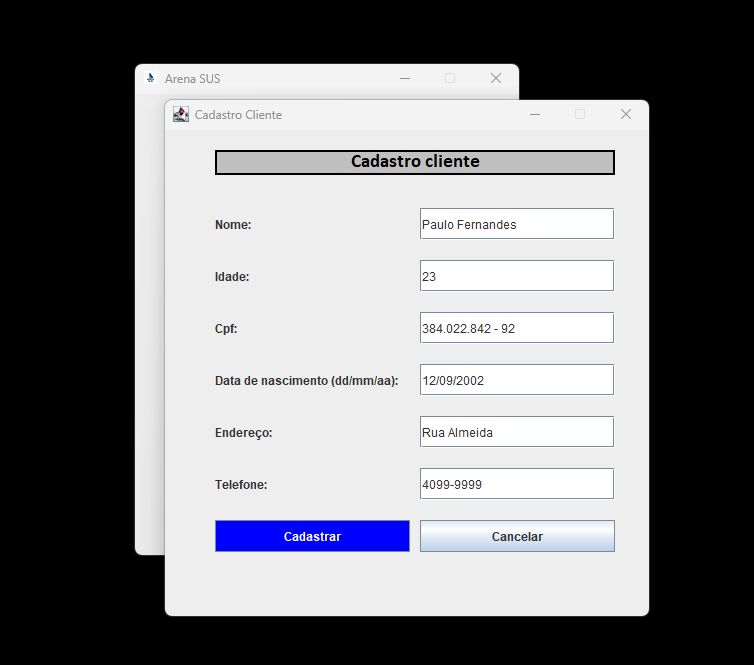 Arena SUS
Cadastro Cliente
Cadastro cliente
Nome: Paulo Fernandes
Idade: 23
Cpf: 384.022.842 - 92
Data de nascimento (dd/mm/aa): 12/09/2002
Endereço: Rua Almeida
Telefone: 4099-9999
Cadastrar Cancelar